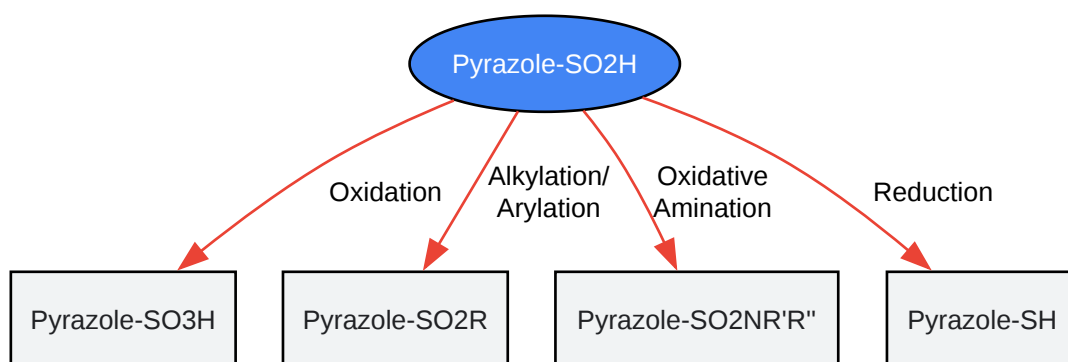 Pyrazole-SO2H
Oxidation
Alkylation/
Arylation
Oxidative
Amination
Reduction
Pyrazole-SO3H
Pyrazole-SO2R
Pyrazole-SO2NR'R"
Pyrazole-SH